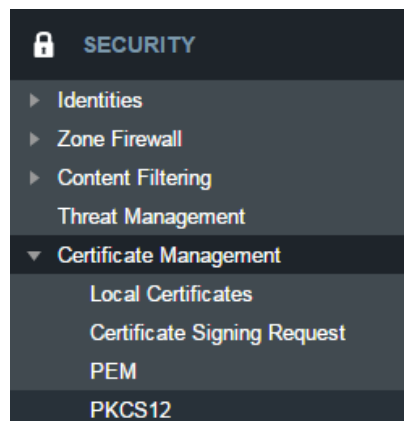 SECURITY
Identities
Zone Firewall
Content Filtering
Threat Management
Certificate Management
Local Certificates
Certificate Signing Request
PEM
PKCS12